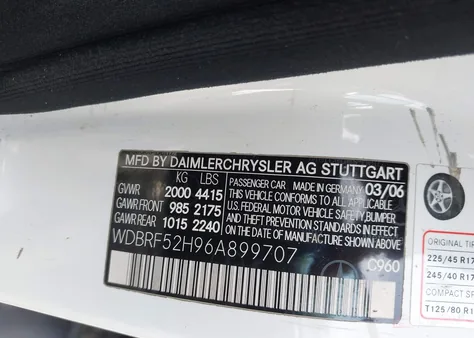 MFD BY DAIMLERCHRYSLER AG STUTTGART
KG LBS
GVWR 2000 4415
GAWR FRONT 985 2175
GAWR REAR 1015 2240
PASSENGER CAR MADE IN GERMANY 03/06
THIS VEHICLE CONFORMS TO ALL APPLICABLE
U.S. FEDERAL MOTOR VEHICLE SAFETY, BUMPER
AND THEFT PREVENTION STANDARDS IN EFFECT
ON THE DATE OF MANUFACTURE SHOWN ABOVE.
WDBRF52H96A899707
C960
ORIGINAL TI
225/45 R17
245/40 R17
COMPACT S
T125/80 R1